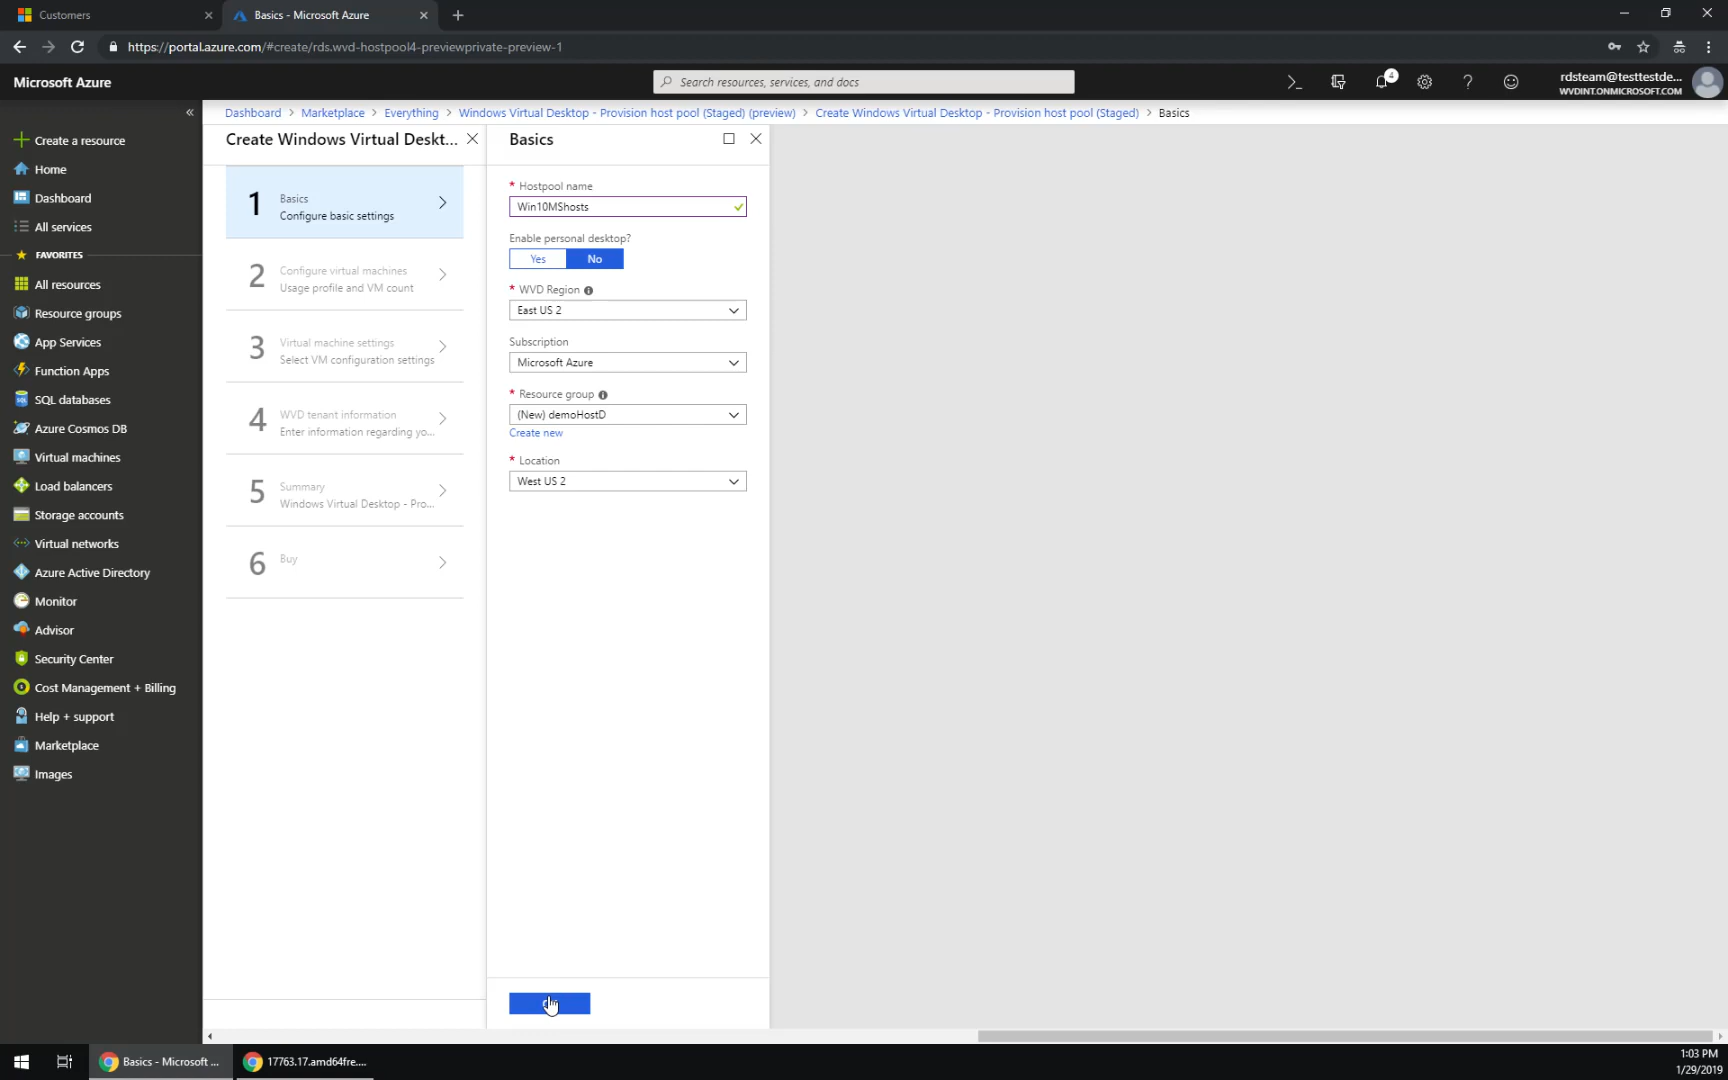 Customers
Basics - Microsoft Azure
https://portal.azure.com/#create/rds.wvd-hostpool4-previewprivate-preview-1
Microsoft Azure
Search resources, services, and docs
4
rdsteam@testtestde...
WVDINT.ONMICROSOFT.COM
Dashboard > Marketplace > Everything > Windows Virtual Desktop - Provision host pool (Staged) (preview) > Create Windows Virtual Desktop - Provision host pool (Staged) > Basics
Create a resource
Home
Dashboard
All services
FAVORITES
All resources
Resource groups
App Services
Function Apps
SQL databases
Azure Cosmos DB
Virtual machines
Load balancers
Storage accounts
Virtual networks
Azure Active Directory
Monitor
Advisor
Security Center
Cost Management + Billing
Help + support
Marketplace
Images
Create Windows Virtual Deskt...
1
Basics
Configure basic settings
2
Configure virtual machines
Usage profile and VM count
3
Virtual machine settings
Select VM configuration settings
4
WVD tenant information
Enter information regarding yo...
5
Summary
Windows Virtual Desktop - Pro...
6
Buy
Basics
* Hostpool name
Win10MShosts
Enable personal desktop?
Yes No
* WVD Region
East US 2
Subscription
Microsoft Azure
* Resource group
(New) demoHostD
Create new
* Location
West US 2
Basics - Microsoft ...
17763.17.amd64fre....
1:03 PM
1/29/2019